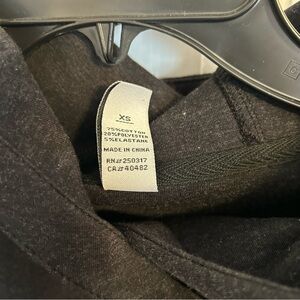 XS
75%COTTON
20%POLYESTER
5%ELASTANE
MADE IN CHINA
RN#250317
CA#40482